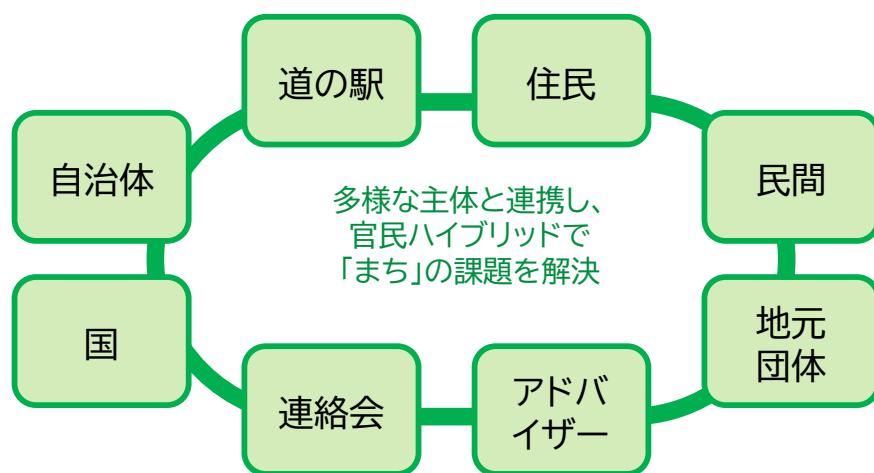 道の駅
住民
自治体
民間
多様な主体と連携し、
官民ハイブリッドで
「まち」の課題を解決
国
地元
団体
連絡会
アドバ
イザー